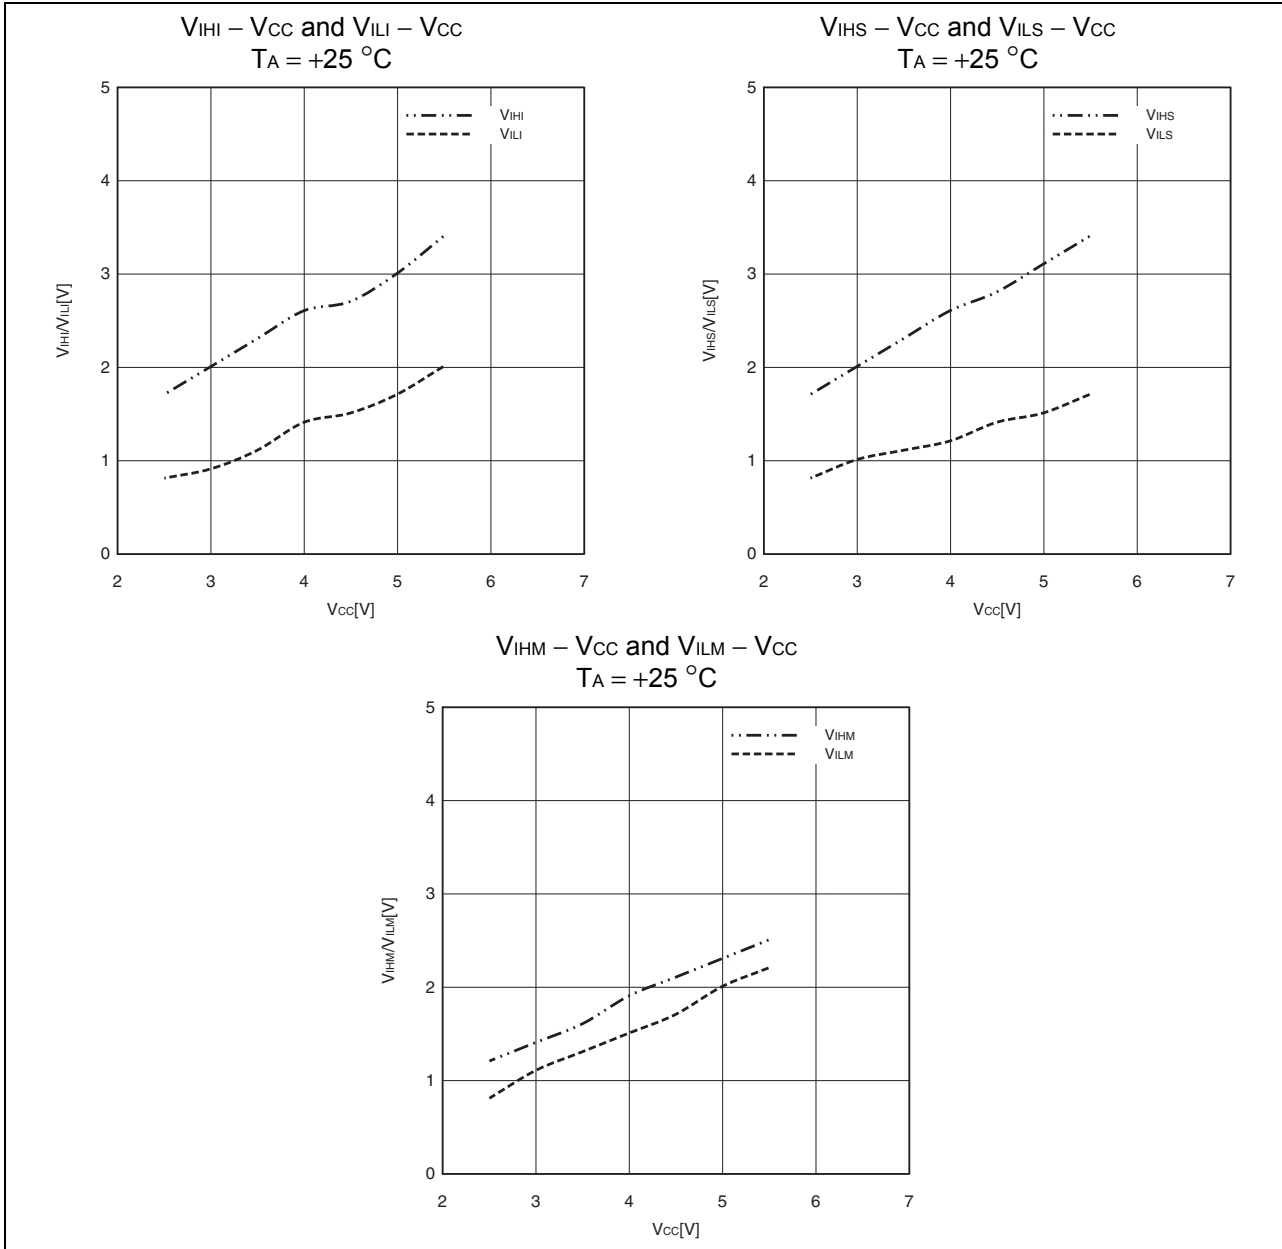 VIHI – VCC and VILI – VCC
TA = +25 °C
5
4
3
2
1
0
VIHI/VILI[V]
VIHI
VILI
2 3 4 5 6 7
VCC[V]
VIHS – VCC and VILS – VCC
TA = +25 °C
5
4
3
2
1
0
VIHS/VILS[V]
VIHS
VILS
2 3 4 5 6 7
VCC[V]
VIHM – VCC and VILM – VCC
TA = +25 °C
5
4
3
2
1
0
VIHM/VILM[V]
VIHM
VILM
2 3 4 5 6 7
VCC[V]